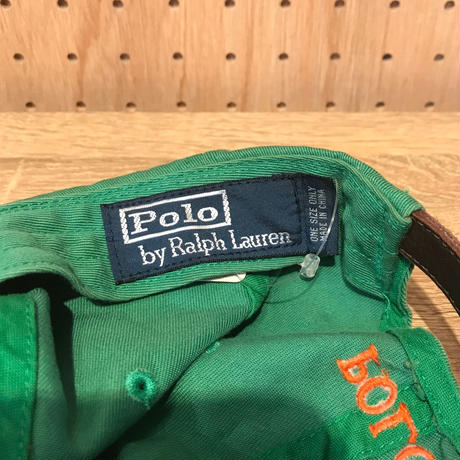 Polo
by Ralph Lauren
ONE SIZE ONLY
MADE IN CHINA
POLO